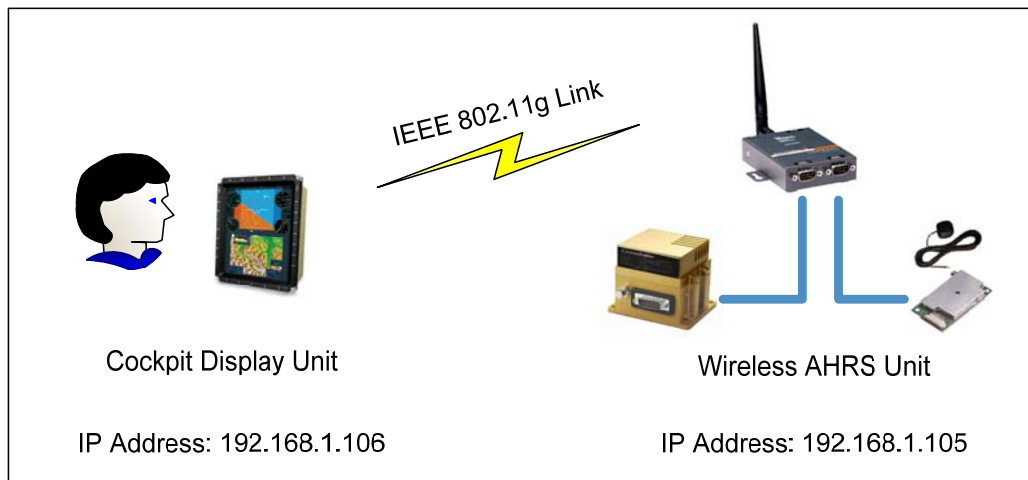 IEEE 802.11g Link
Cockpit Display Unit
Wireless AHRS Unit
IP Address: 192.168.1.106
IP Address: 192.168.1.105